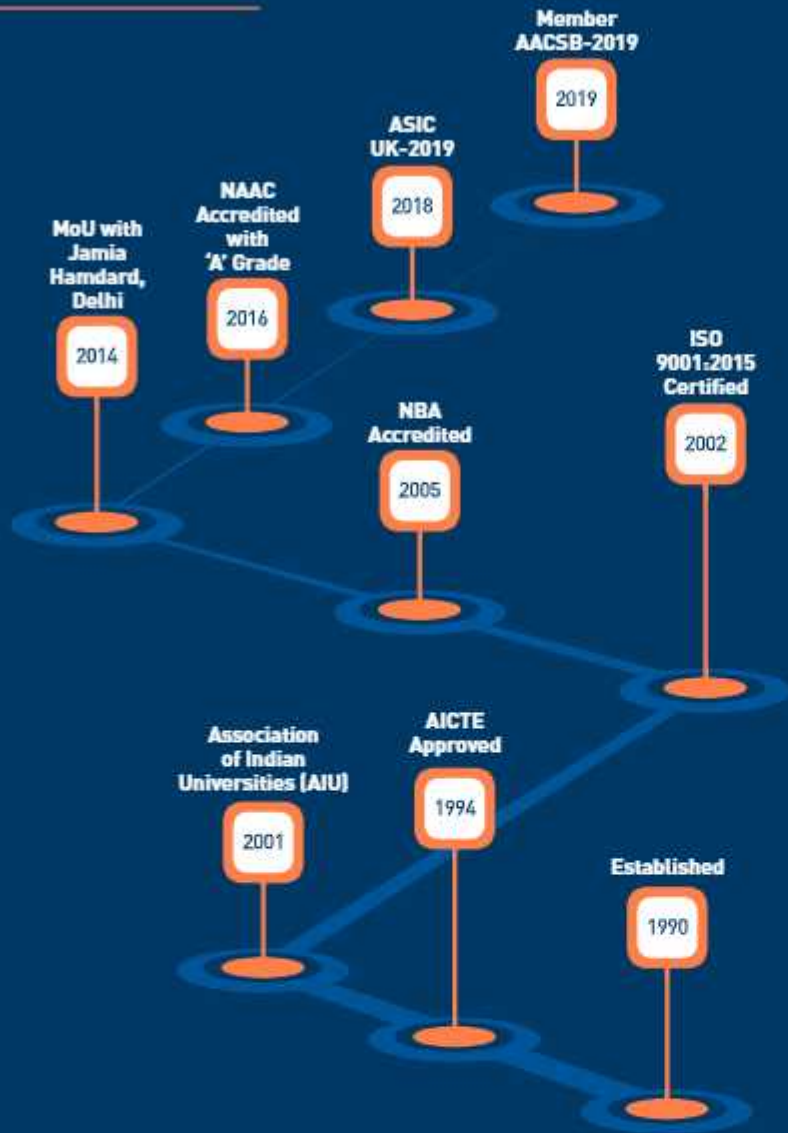 Member
AACSB-2019
2019
ASIC
UK-2019
2018
NAAC
Accredited
with
'A' Grade
2016
MoU with
Jamia
Hamdard,
Delhi
2014
ISO
9001:2015
Certified
2002
NBA
Accredited
2005
AICTE
Approved
1994
Association
of Indian
Universities (AIU)
2001
Established
1990